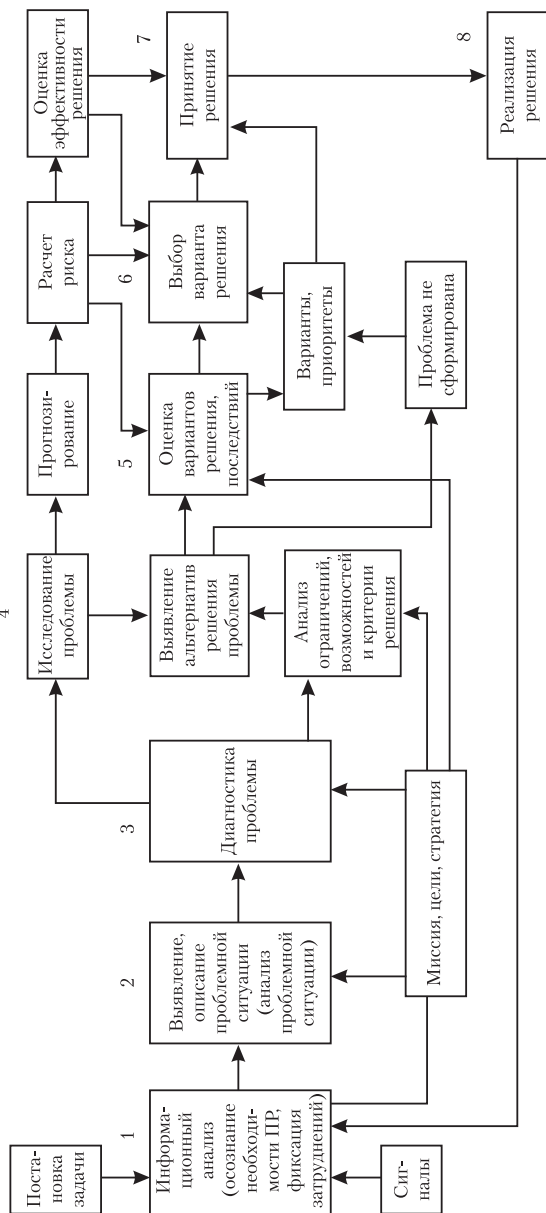 Поста-
новка
задачи
1
Информа-
ционный
анализ
(осознание
необходи-
мости ПР,
фиксация
затруднений)
Сиг-
налы
2
Выявление,
описание
проблемной
ситуации
(анализ
проблемной
ситуации)
3
Диагностика
проблемы
Миссия, цели, стратегия
4
Исследование
проблемы
Выявление
альтернатив
решения
проблемы
Анализ
ограничений,
возможностей
и критерии
решения
Прогнози-
рование
5
Оценка
вариантов
решения,
последствий
Варианты,
приоритеты
Проблема не
сформирована
Расчет
риска
6
Выбор
варианта
решения
Оценка
эффективности
решения
7
Принятие
решения
8
Реализация
решения